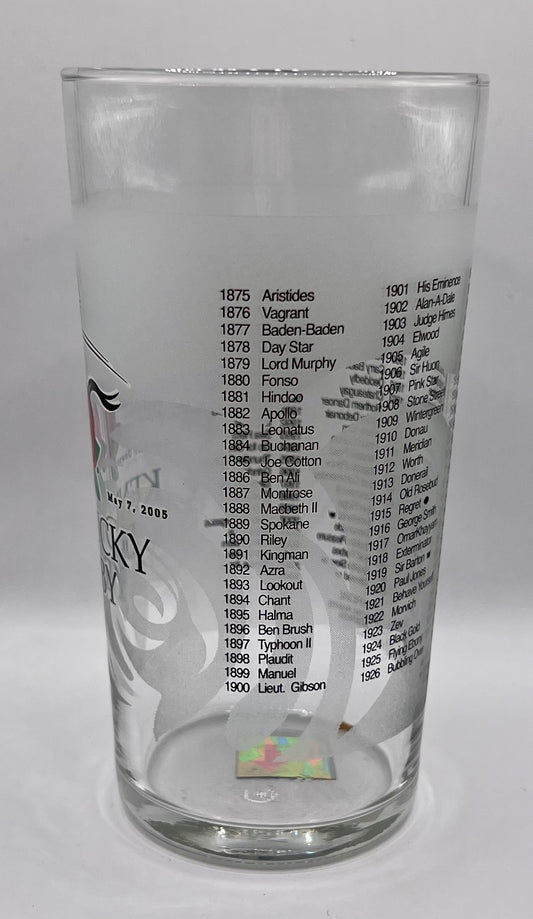 May 7, 2005
CKY
BY
1875 Aristides
1876 Vagrant
1877 Baden-Baden
1878 Day Star
1879 Lord Murphy
1880 Fonso
1881 Hindoo
1882 Apollo
1883 Leonatus
1884 Buchanan
1885 Joe Cotton
1886 Ben Ali
1887 Montrose
1888 Macbeth II
1889 Spokane
1890 Riley
1891 Kingman
1892 Azra
1893 Lookout
1894 Chant
1895 Halma
1896 Ben Brush
1897 Typhoon II
1898 Plaudit
1899 Manuel
1900 Lieut. Gibson
1901 His Eminence
1902 Alan-A-Dale
1903 Judge Himes
1904 Elwood
1905 Agile
1906 Sir Huon
1907 Pink Star
1908 Stone Street
1909 Wintergreen
1910 Donau
1911 Meridian
1912 Worth
1913 Donerail
1914 Old Rosebud
1915 Regret ●
1916 George Smith
1917 Omar Khayyam
1918 Exterminator
1919 Sir Barton
1920 Paul Jones
1921 Behave Yourself
1922 Morvich
1923 Zev
1924 Black Gold
1925 Flying Ebony
1926 Bubbling Over